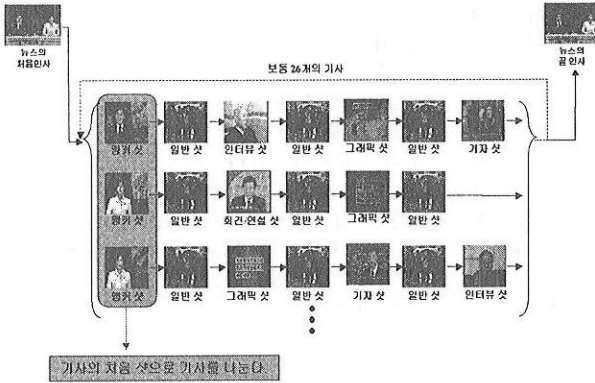 뉴스의
처음인사
뉴스의
끝인사
보통 26개의 기사
앵커 샷
일반 샷
인터뷰 샷
일반 샷
그래픽 샷
일반 샷
기자 샷
앵커 샷
일반 샷
회견·연설 샷
일반 샷
그래픽 샷
일반 샷
앵커 샷
일반 샷
그래픽 샷
일반 샷
기자 샷
일반 샷
인터뷰 샷
기사의 처음 샷으로 기사를 나눈다